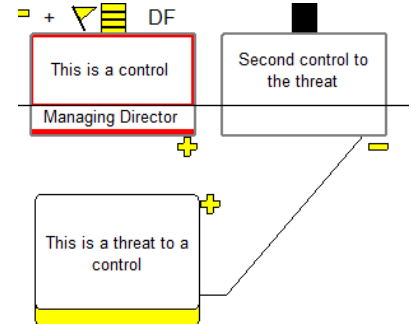 + DF
This is a control
Managing Director
Second control to
the threat
This is a threat to a
control